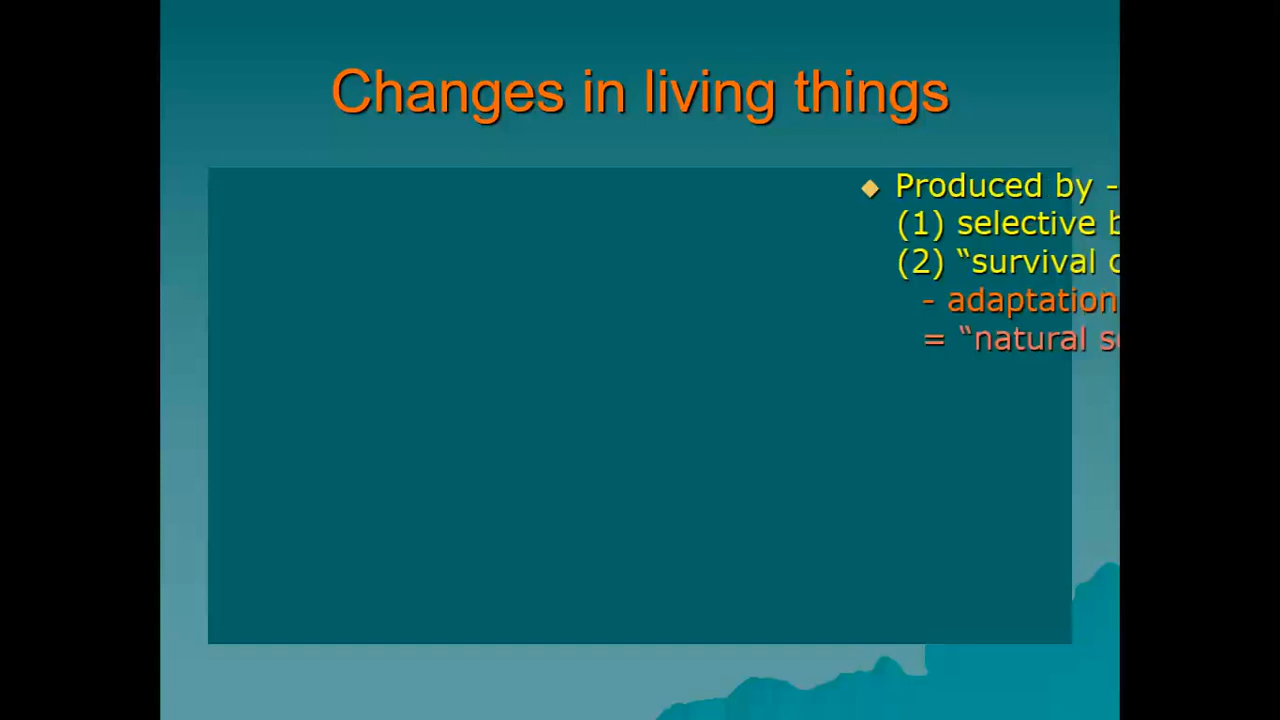 Changes in living things
Produced by -
(1) selective
(2) “survival
- adaptation
= “natural